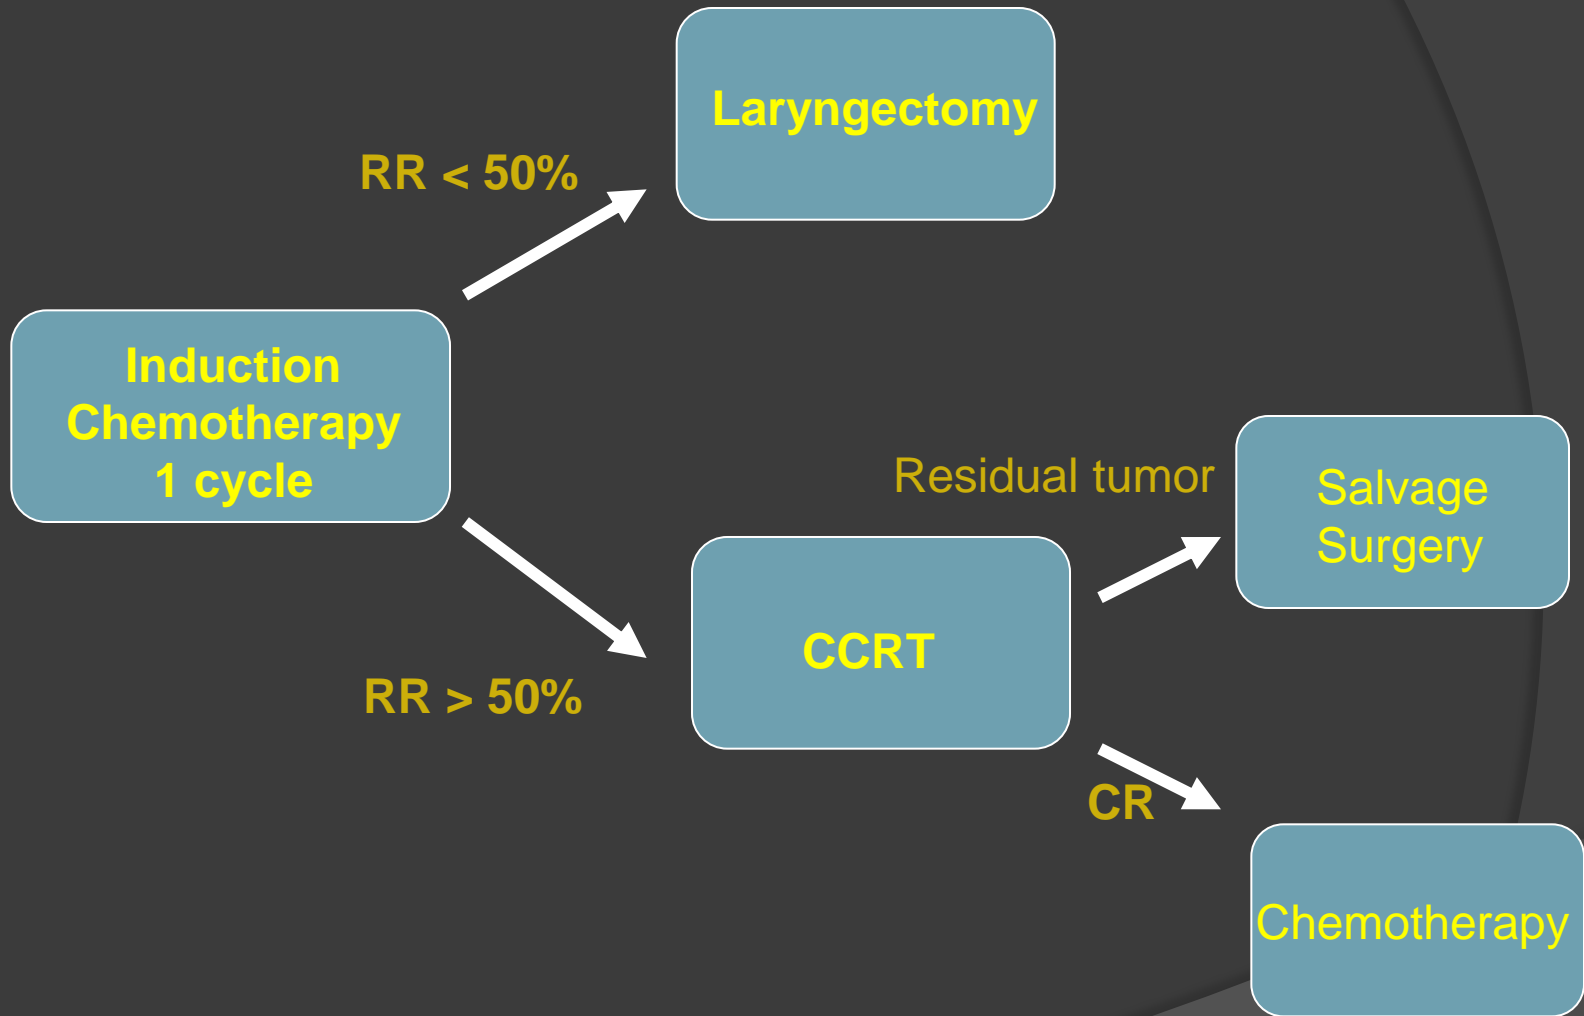 Laryngectomy
RR < 50%
Induction
Chemotherapy
1 cycle
Residual tumor
Salvage
Surgery
CCRT
RR > 50%
CR
Chemotherapy